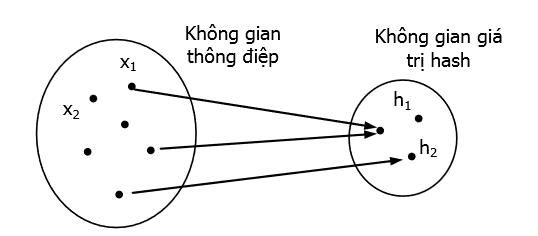 Không gian
thông điệp
Không gian giá
trị hash
x1
x2
h1
h2